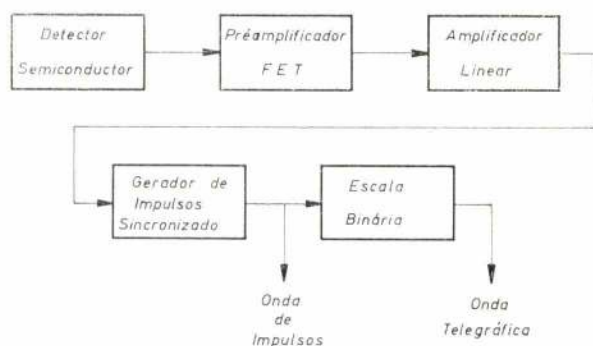 Detector
Semiconductor
Préamplificador
FET
Amplificador
Linear
Gerador de
Impulsos
Sincronizado
Escala
Binária
Onda
de
Impulsos
Onda
Telegráfica